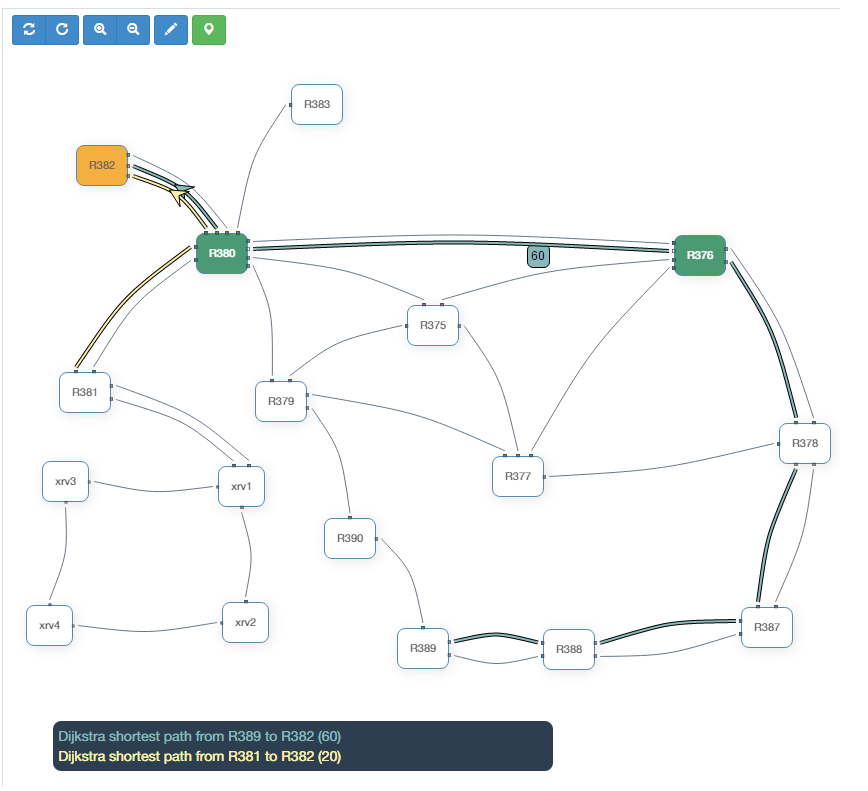 R383
R382
R380
R376
60
R375
R381
R379
R378
R377
xrv3
xrv1
R390
xrv4
xrv2
R387
R389
R388
Dijkstra shortest path from R389 to R382 (60)
Dijkstra shortest path from R381 to R382 (20)